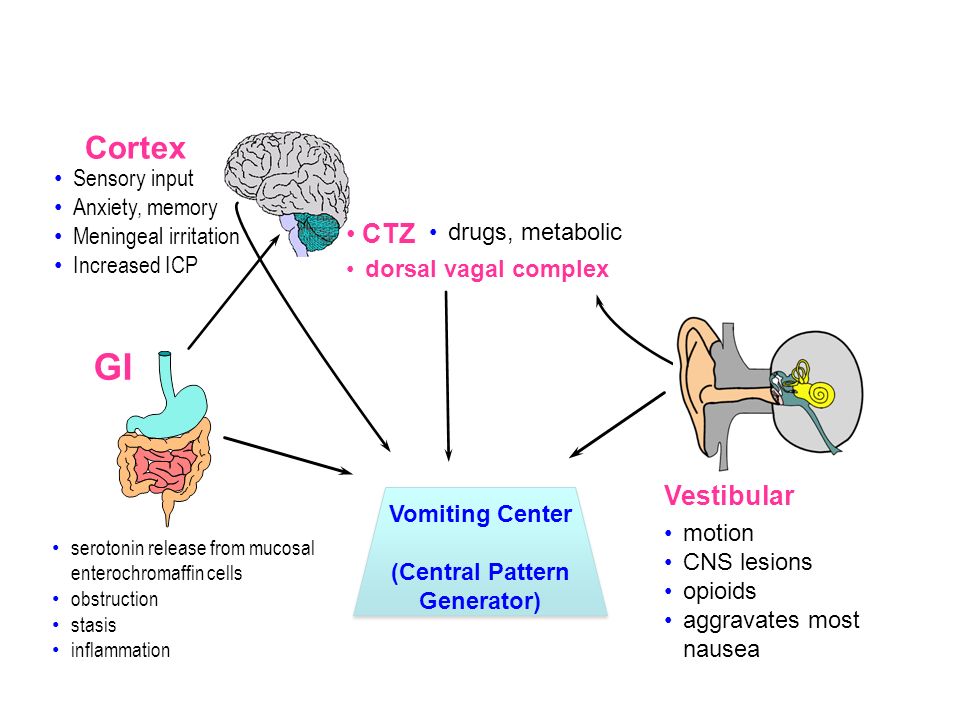 Cortex
• Sensory input
• Anxiety, memory
• Meningeal irritation
• Increased ICP
• CTZ
• drugs, metabolic
• dorsal vagal complex
GI
• serotonin release from mucosal
enterochromaffin cells
• obstruction
• stasis
• inflammation
Vomiting Center
(Central Pattern
Generator)
Vestibular
• motion
• CNS lesions
• opioids
• aggravates most
nausea